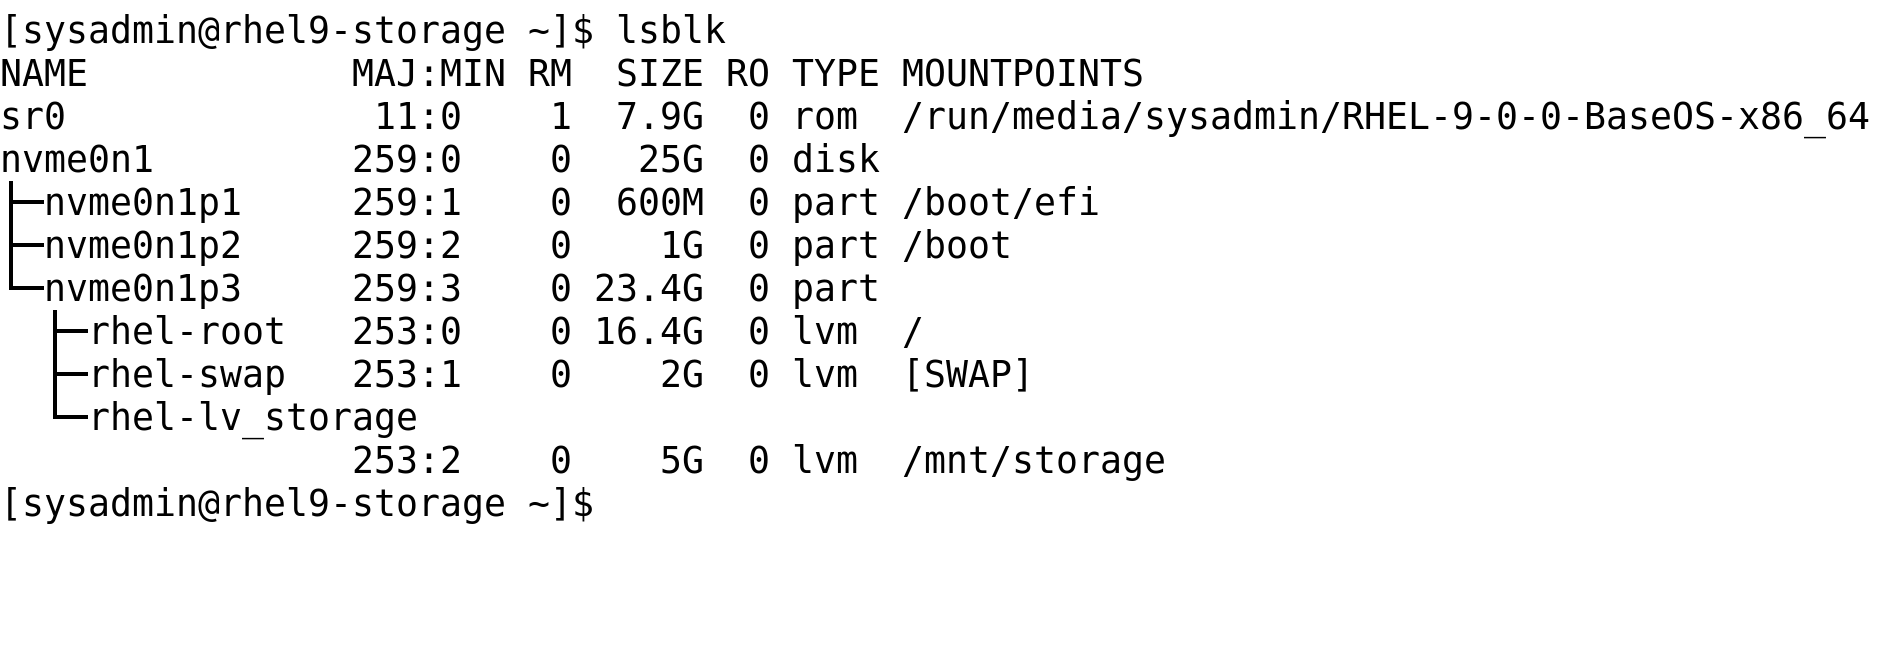 [sysadmin@rhel9-storage ~]$ lsblk
NAME            MAJ:MIN RM  SIZE RO TYPE MOUNTPOINTS
sr0              11:0    1  7.9G  0 rom  /run/media/sysadmin/RHEL-9-0-0-BaseOS-x86_64
nvme0n1         259:0    0   25G  0 disk
├─nvme0n1p1     259:1    0  600M  0 part /boot/efi
├─nvme0n1p2     259:2    0    1G  0 part /boot
└─nvme0n1p3     259:3    0 23.4G  0 part
  ├─rhel-root   253:0    0 16.4G  0 lvm  /
  ├─rhel-swap   253:1    0    2G  0 lvm  [SWAP]
  └─rhel-lv_storage
                253:2    0    5G  0 lvm  /mnt/storage
[sysadmin@rhel9-storage ~]$